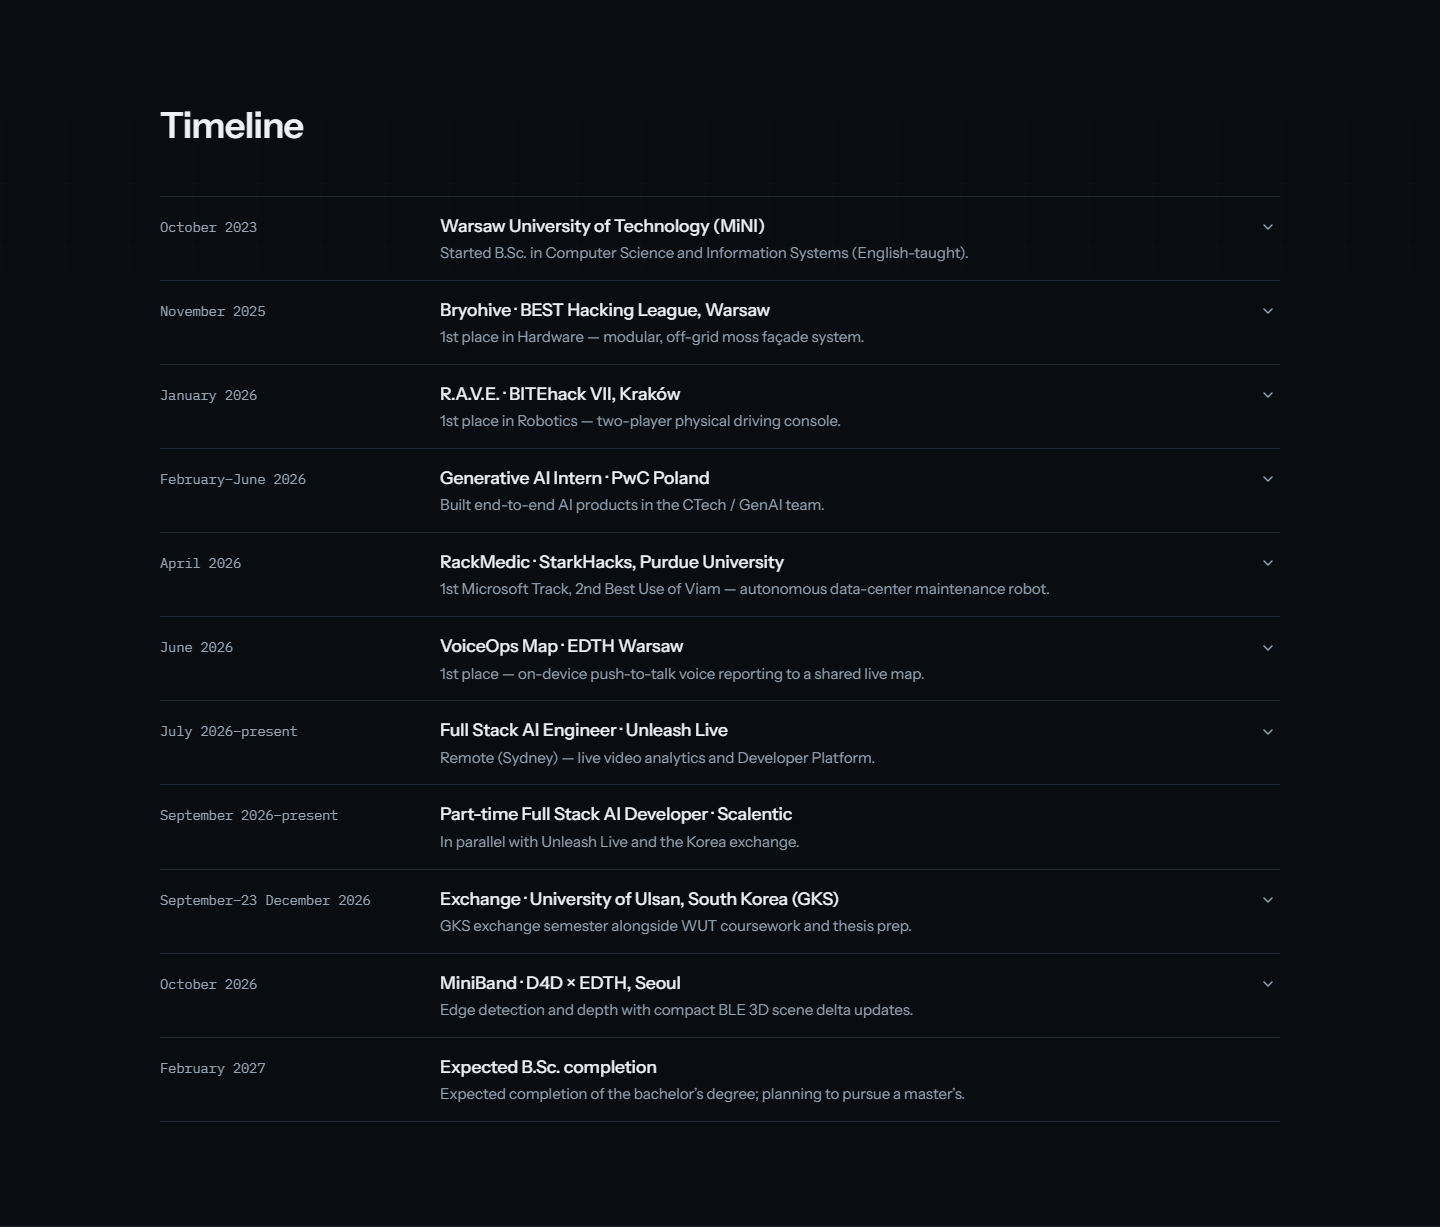 Timeline
October 2023
Warsaw University of Technology (MiNI)
Started B.Sc. in Computer Science and Information Systems (English-taught).
November 2025
Bryohive · BEST Hacking League, Warsaw
1st place in Hardware — modular, off-grid moss façade system.
January 2026
R.A.V.E. · BITEhack VII, Kraków
1st place in Robotics — two-player physical driving console.
February–June 2026
Generative AI Intern · PwC Poland
Built end-to-end AI products in the CTech / GenAI team.
April 2026
RackMedic · StarkHacks, Purdue University
1st Microsoft Track, 2nd Best Use of Viam — autonomous data-center maintenance robot.
June 2026
VoiceOps Map · EDTH Warsaw
1st place — on-device push-to-talk voice reporting to a shared live map.
July 2026–present
Full Stack AI Engineer · Unleash Live
Remote (Sydney) — live video analytics and Developer Platform.
September 2026–present
Part-time Full Stack AI Developer · Scalentic
In parallel with Unleash Live and the Korea exchange.
September–23 December 2026
Exchange · University of Ulsan, South Korea (GKS)
GKS exchange semester alongside WUT coursework and thesis prep.
October 2026
MiniBand · D4D × EDTH, Seoul
Edge detection and depth with compact BLE 3D scene delta updates.
February 2027
Expected B.Sc. completion
Expected completion of the bachelor’s degree; planning to pursue a master’s.